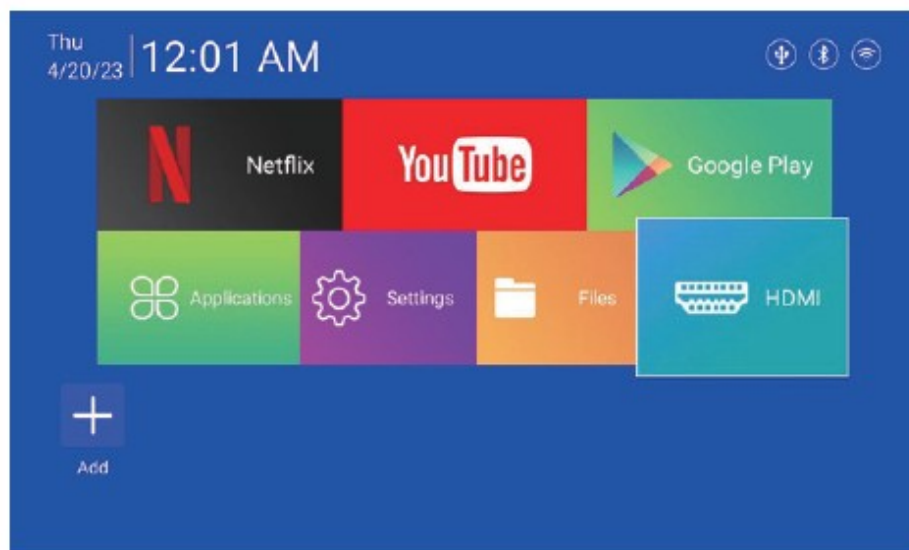 Thu
4/20/23
12:01 AM
N
Netflix
YouTube
Google Play
Applications
Settings
Files
HDMI
Add